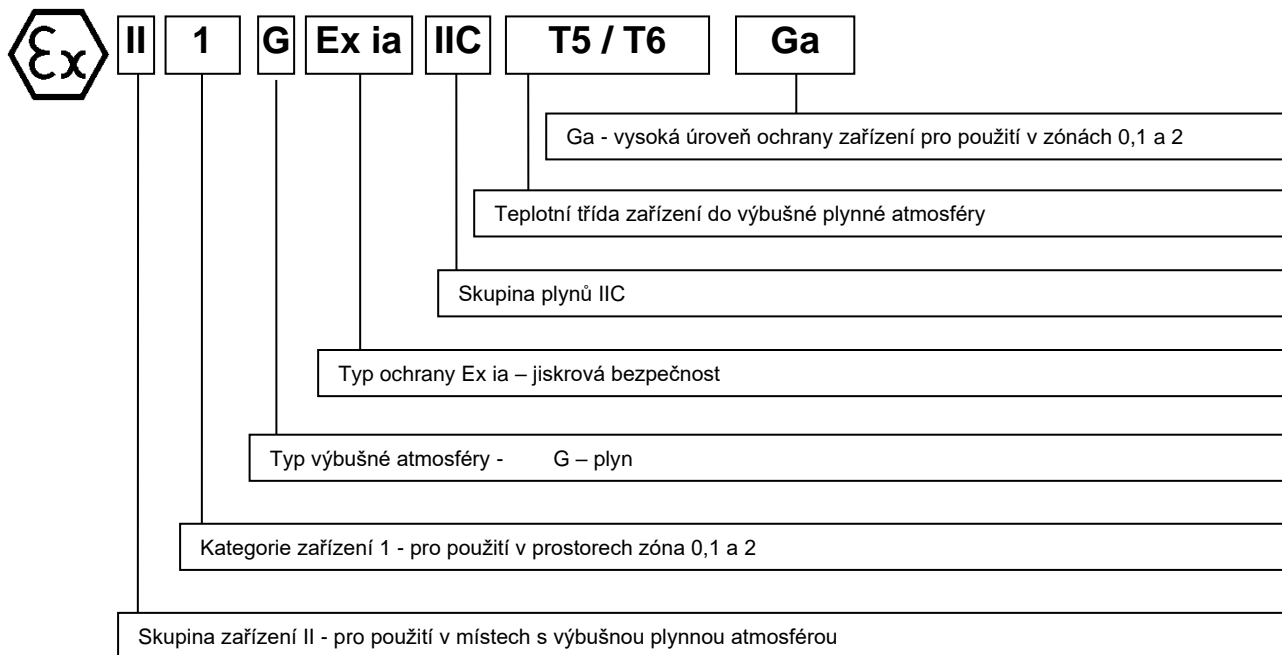 Ex II 1 G Ex ia IIC T5 / T6 Ga
Ga - vysoká úroveň ochrany zařízení pro použití v zónách 0,1 a 2
Teplotní třída zařízení do výbušné plynné atmosféry
Skupina plynů IIC
Typ ochrany Ex ia – jiskrová bezpečnost
Typ výbušné atmosféry - G – plyn
Kategorie zařízení 1 - pro použití v prostorech zóna 0,1 a 2
Skupina zařízení II - pro použití v místech s výbušnou plynnou atmosférou